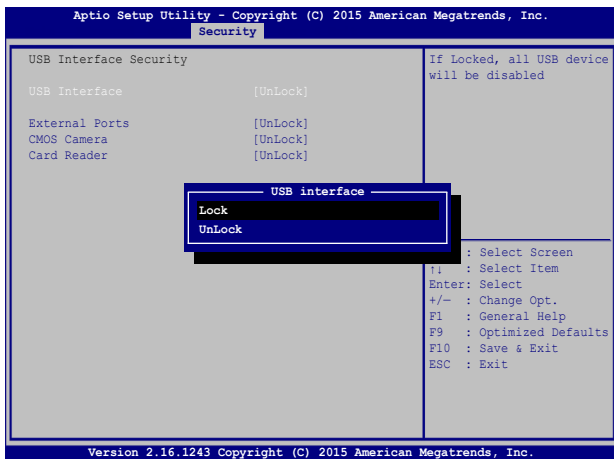 Aptio Setup Utility - Copyright (C) 2015 American Megatrends, Inc.
Security
USB Interface Security
USB Interface [UnLock]
External Ports [UnLock]
CMOS Camera [UnLock]
Card Reader [UnLock]
If Locked, all USB device
will be disabled
USB interface
Lock
UnLock
: Select Screen
↑↓ : Select Item
Enter: Select
+/— : Change Opt.
F1 : General Help
F9 : Optimized Defaults
F10 : Save & Exit
ESC : Exit
Version 2.16.1243 Copyright (C) 2015 American Megatrends, Inc.